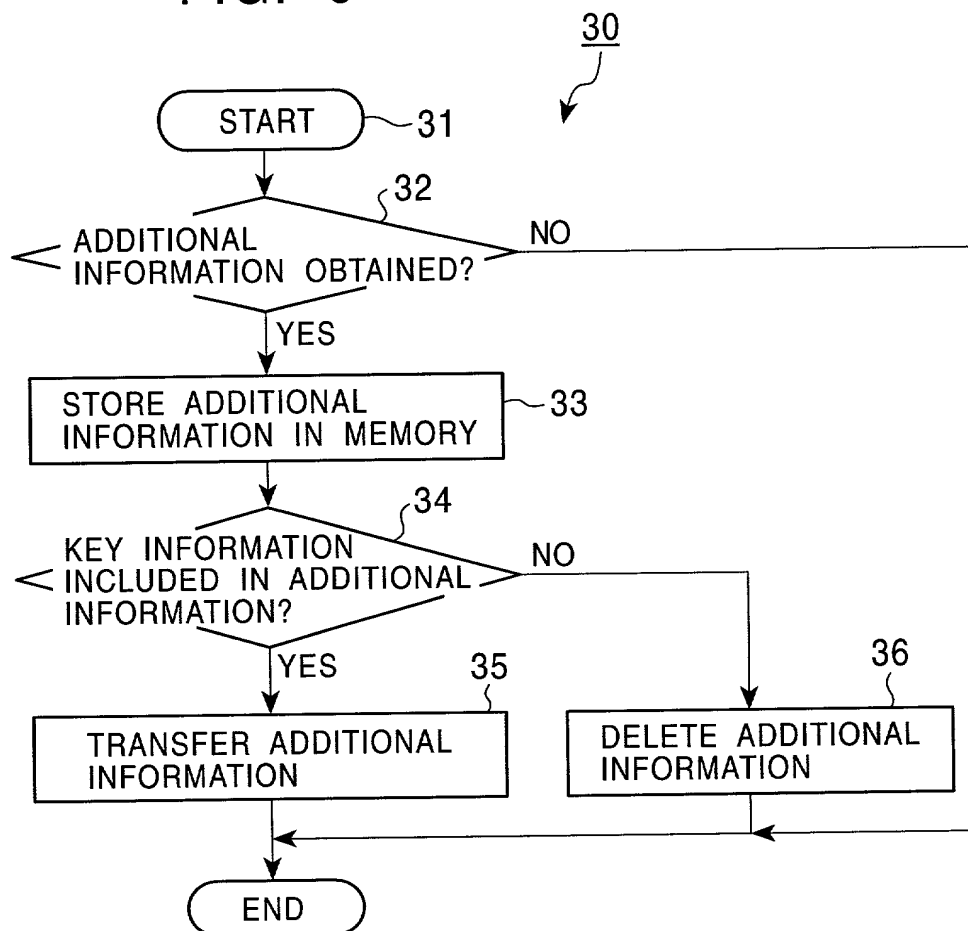 30
START
31
32
ADDITIONAL
INFORMATION OBTAINED?
NO
YES
STORE ADDITIONAL
INFORMATION IN MEMORY
33
34
KEY INFORMATION
INCLUDED IN ADDITIONAL
INFORMATION?
NO
YES
35
TRANSFER ADDITIONAL
INFORMATION
36
DELETE ADDITIONAL
INFORMATION
END